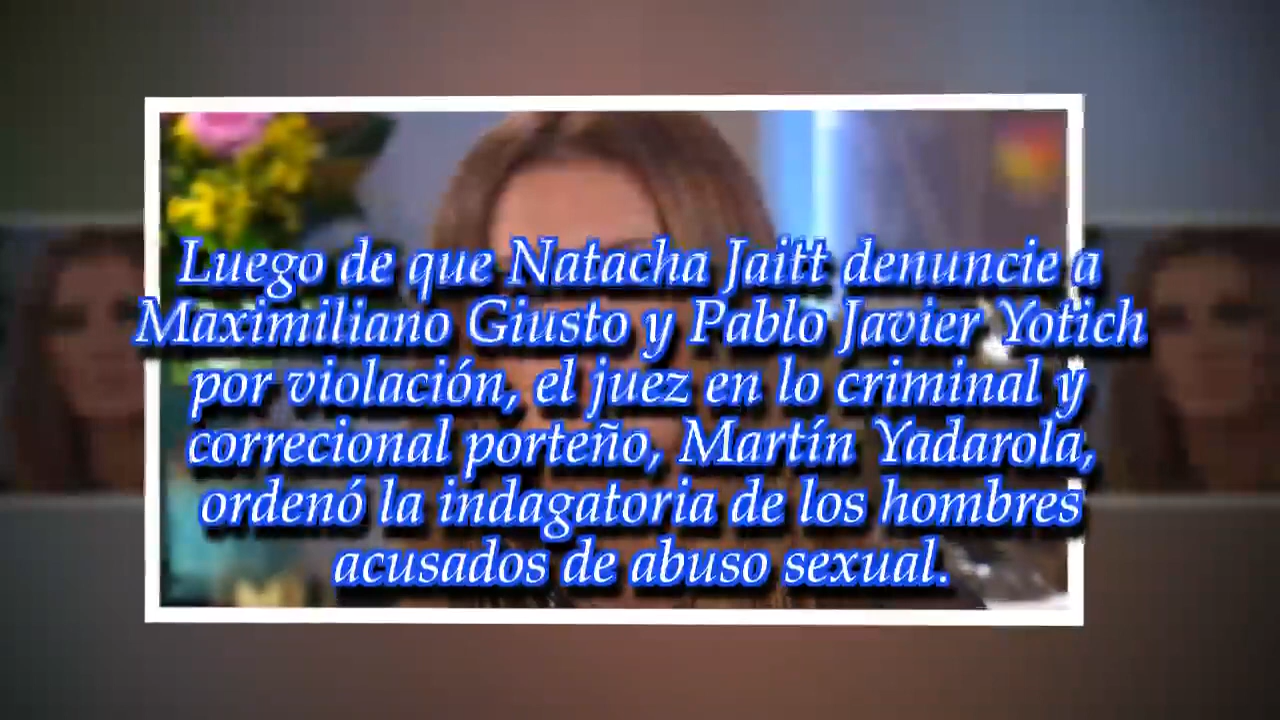 Luego de que Natacha Jaitt denuncie a
Maximiliano Giusto y Pablo Javier Yotich
por violación, el juez en lo criminal y
correcional porteño, Martín Yadarola,
ordenó la indagatoria de los hombres
acusados de abuso sexual.